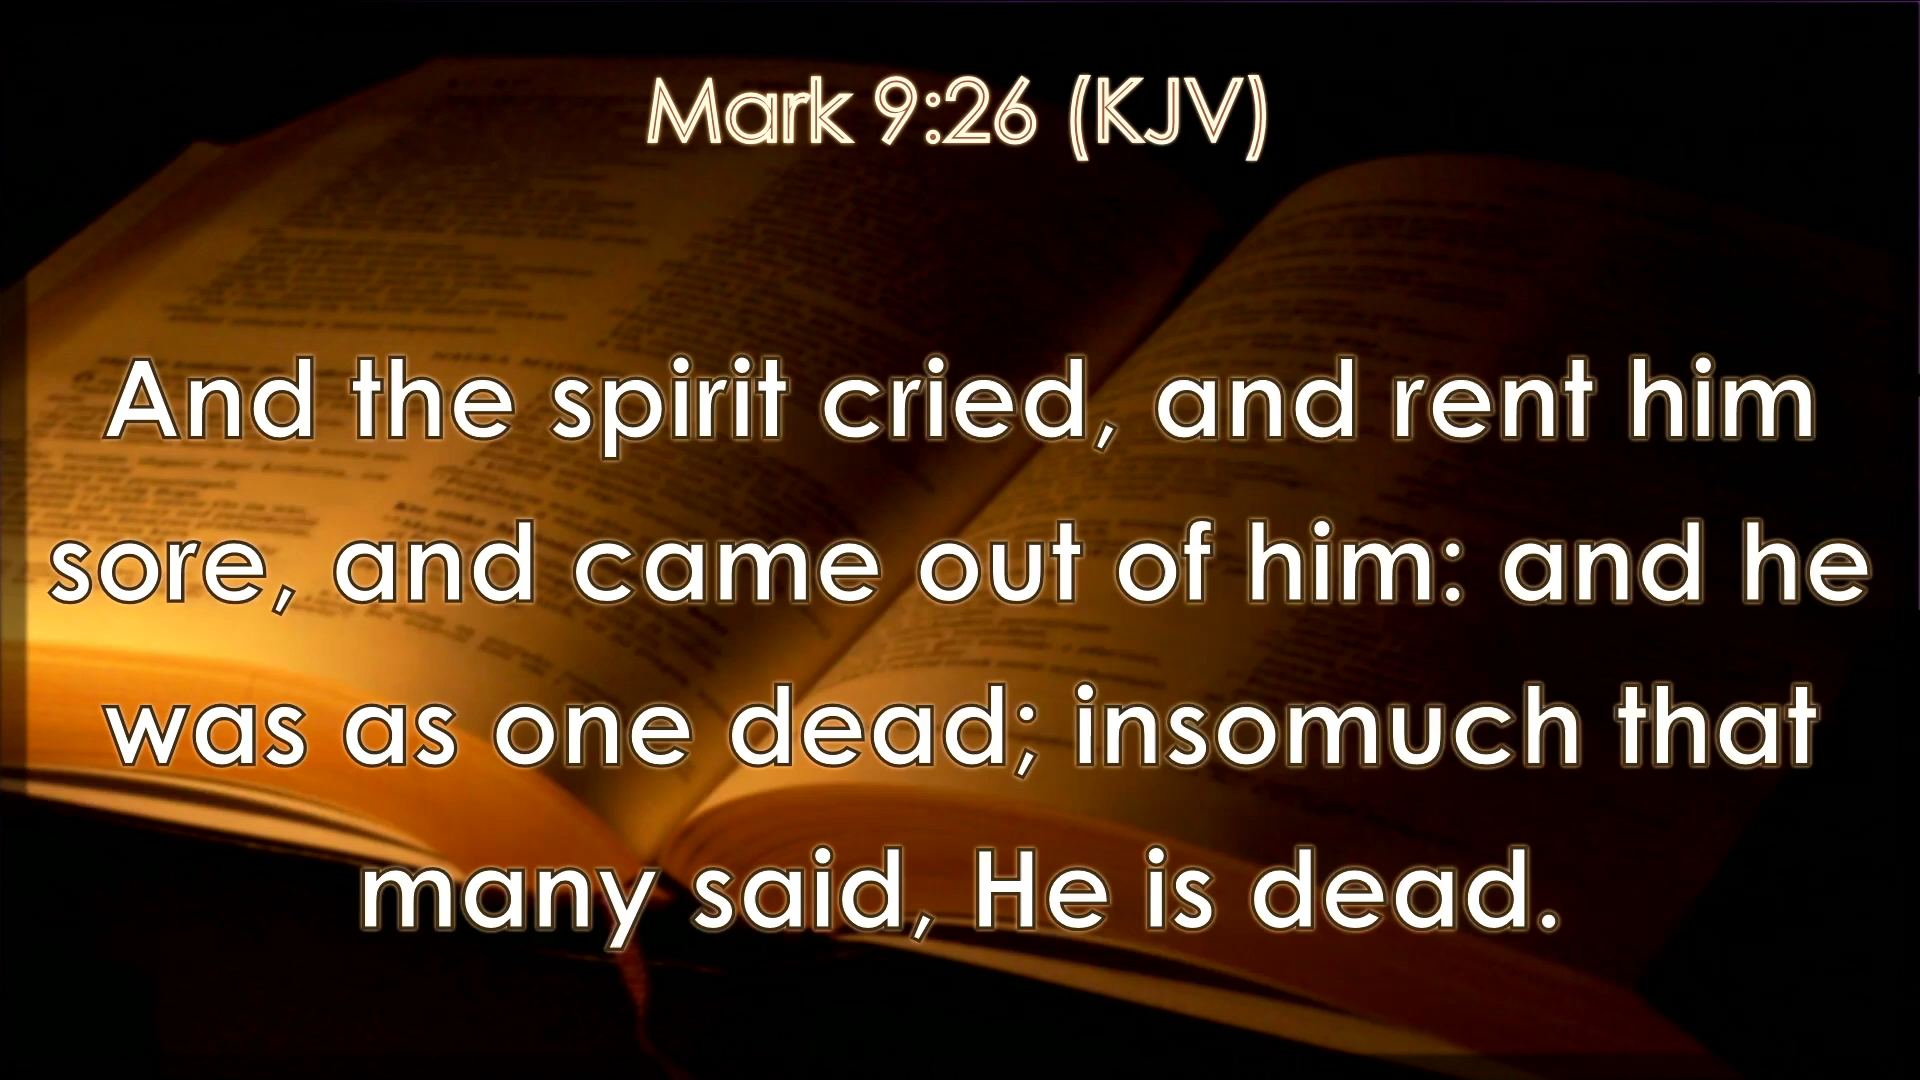 Mark 9:26 (KJV)
And the spirit cried, and rent him
sore, and came out of him: and he
was as one dead; insomuch that
many said, He is dead.